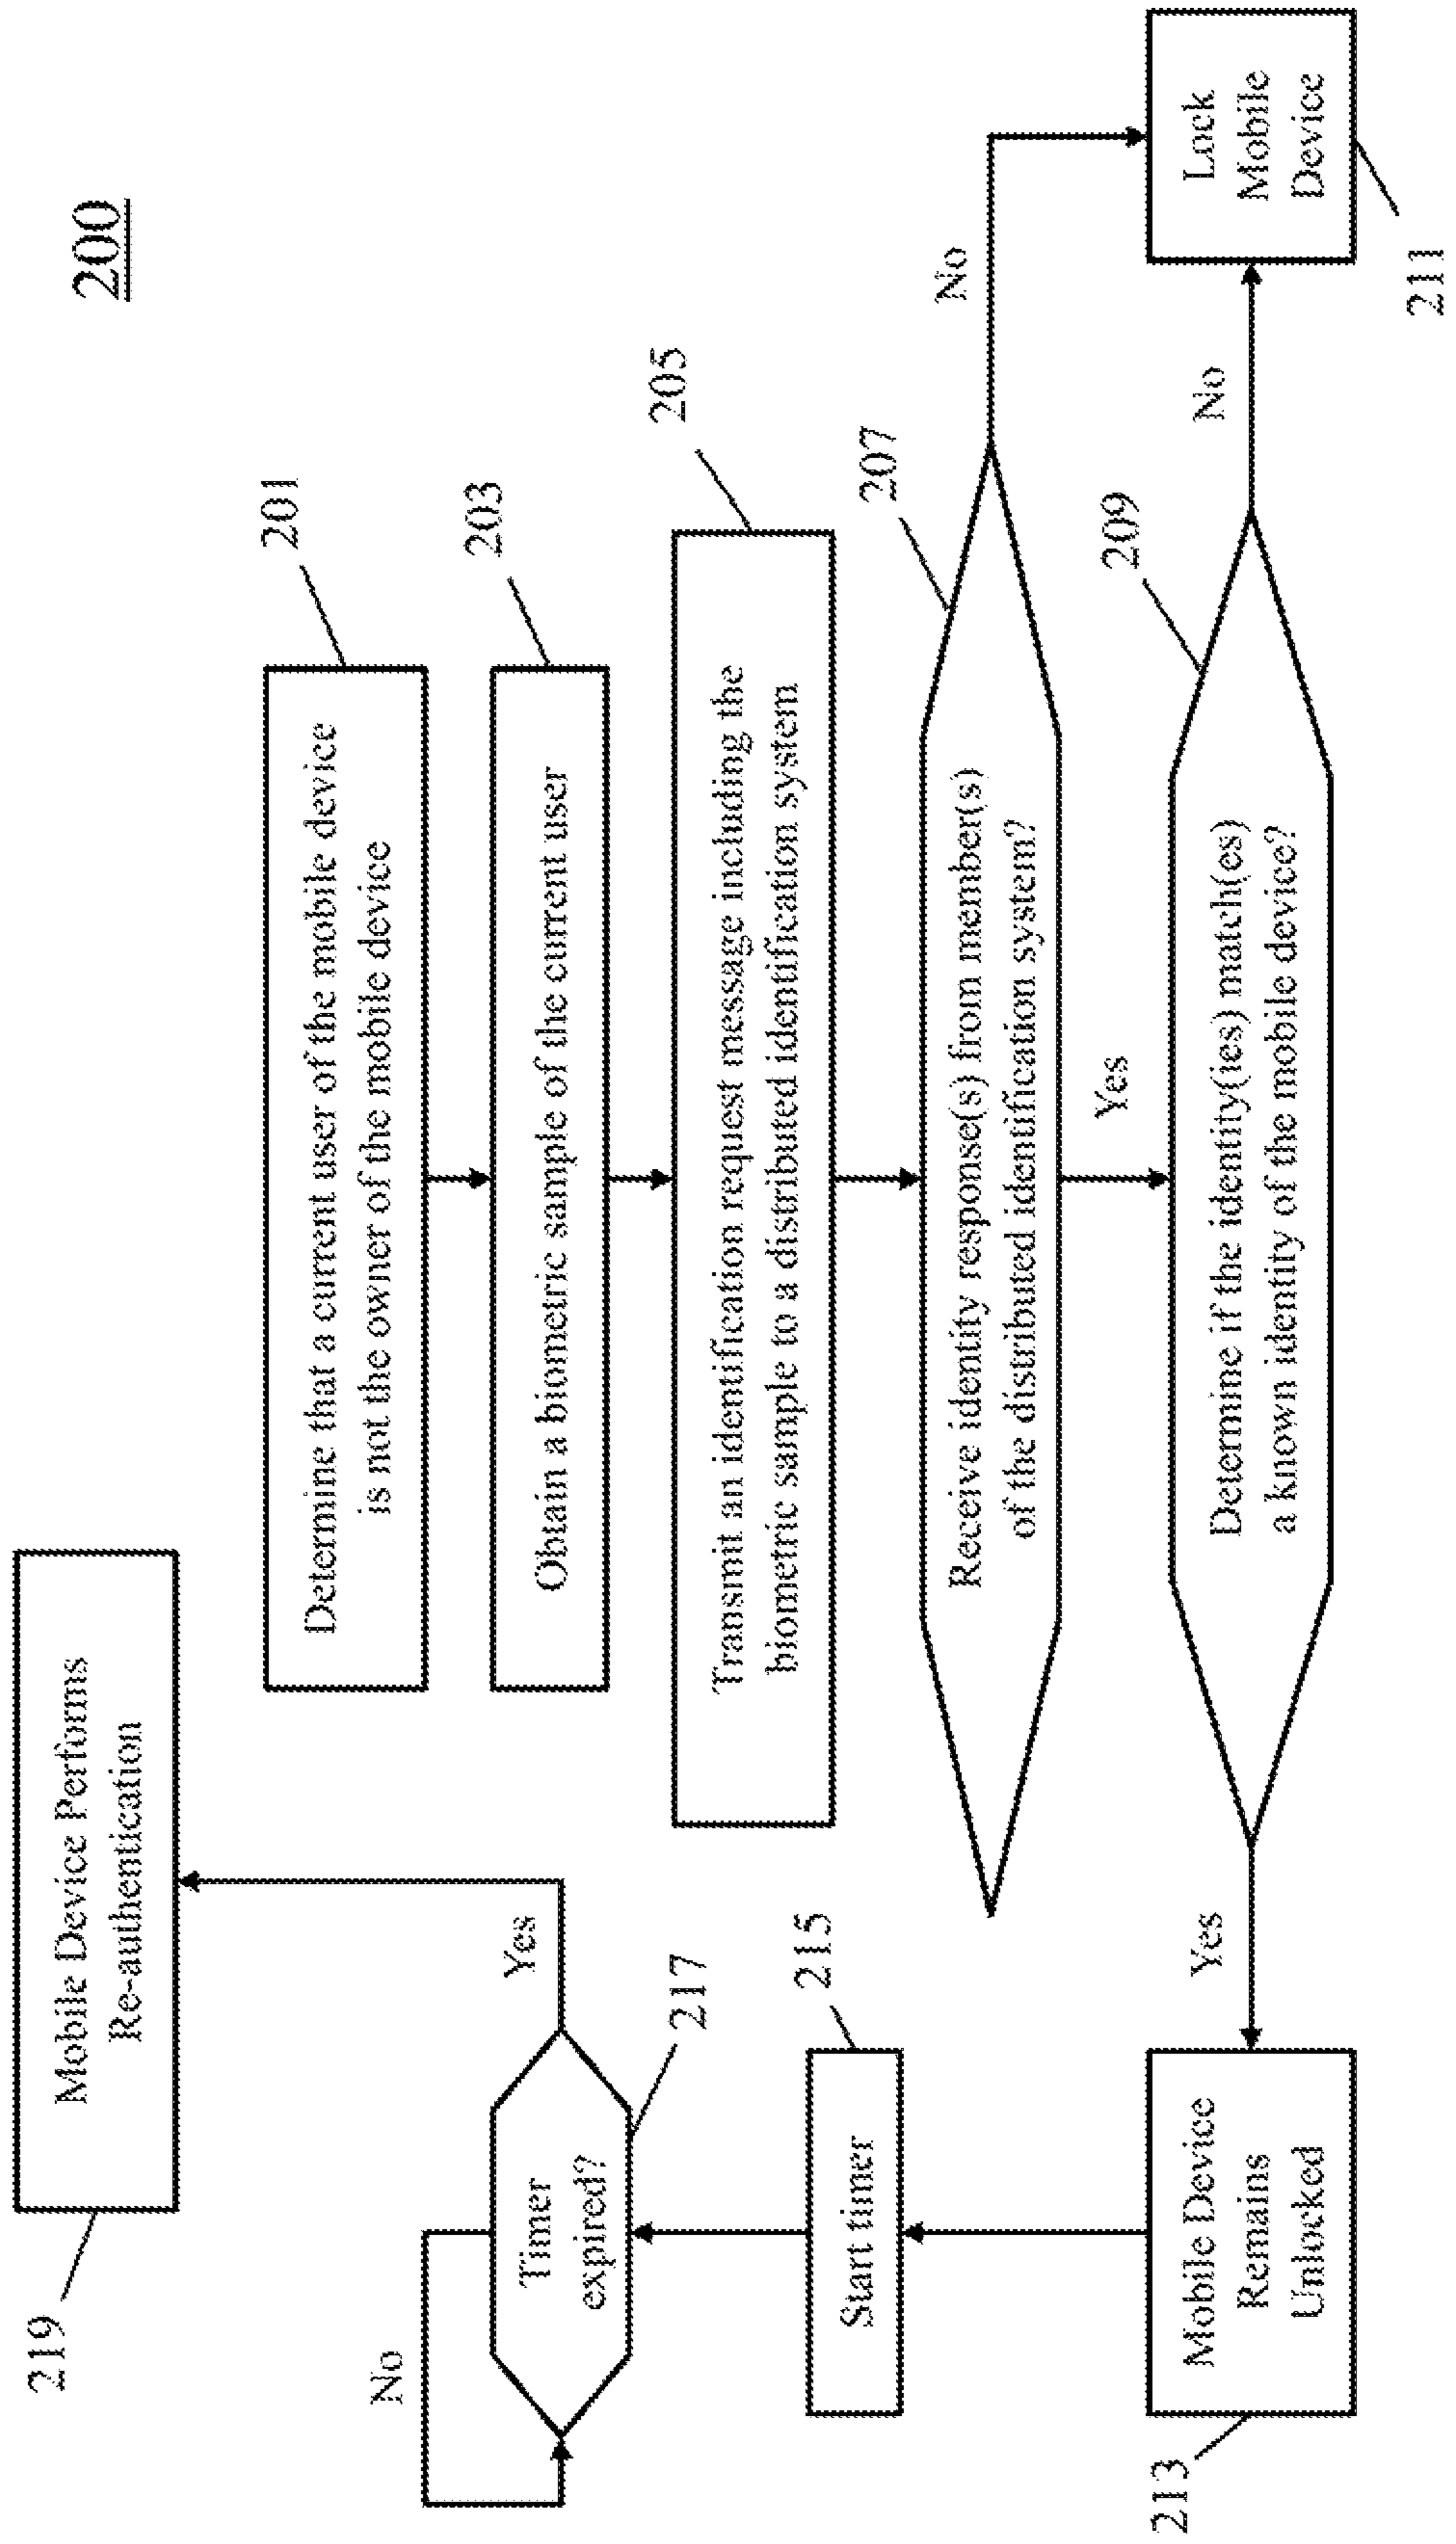 200
Determine that a current user of the mobile device
is not the owner of the mobile device
201
Obtain a biometric sample of the current user
203
Transmit an identification request message including the
biometric sample to a distributed identification system
205
Receive identity response(s) from member(s)
of the distributed identification system?
207
No
Yes
Determine if the identity(ies) match(es)
a known identity of the mobile device?
209
No
Lock
Mobile
Device
211
Yes
Mobile Device
Remains
Unlocked
213
Start timer
215
Timer
expired?
217
No
Yes
Mobile Device Perfoms
Re-authentication
219